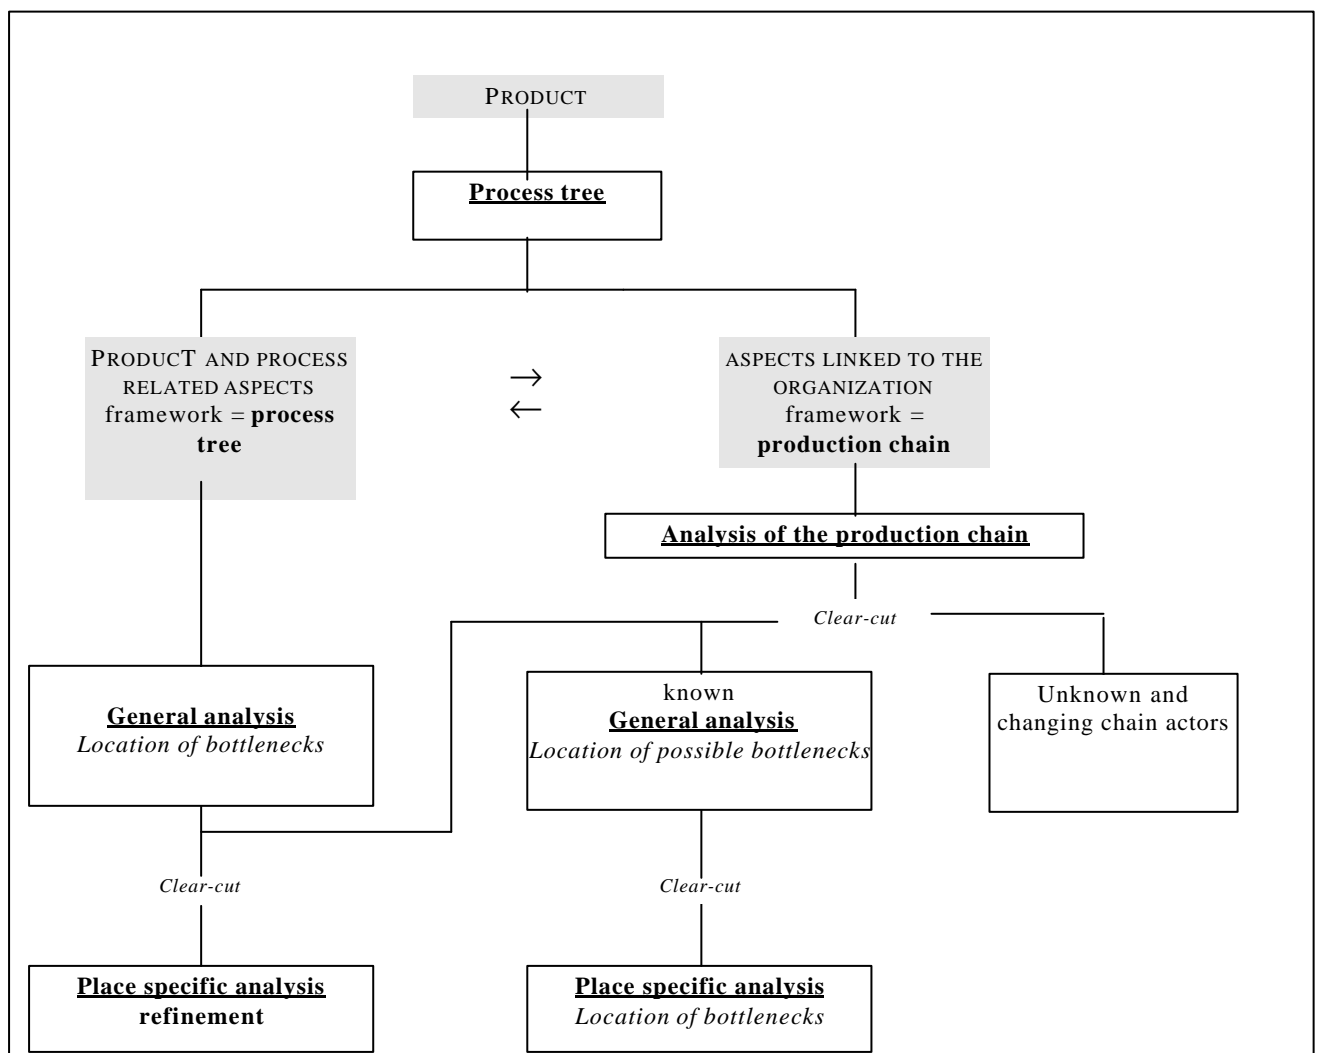 PRODUCT
Process tree
PRODUCT AND PROCESS
RELATED ASPECTS
framework = process
tree
→
←
ASPECTS LINKED TO THE
ORGANIZATION
framework =
production chain
Analysis of the production chain
Clear-cut
General analysis
Location of bottlenecks
known
General analysis
Location of possible bottlenecks
Unknown and
changing chain actors
Clear-cut
Clear-cut
Place specific analysis
refinement
Place specific analysis
Location of bottlenecks